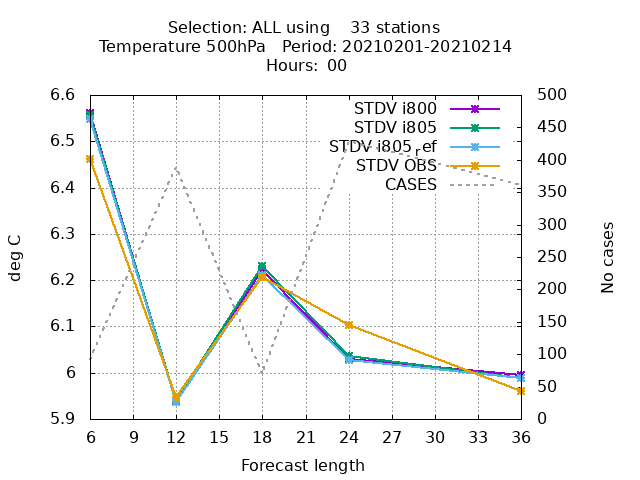 Selection: ALL using 33 stations
Temperature 500hPa Period: 20210201-20210214
Hours: 00
6.6
6.5
6.4
6.3
6.2
6.1
6
5.9
deg C
500
450
400
350
300
250
200
150
100
50
0
No cases
STDV i800
STDV i805
STDV i805ref
STDV OBS
CASES
6 9 12 15 18 21 24 27 30 33 36
Forecast length